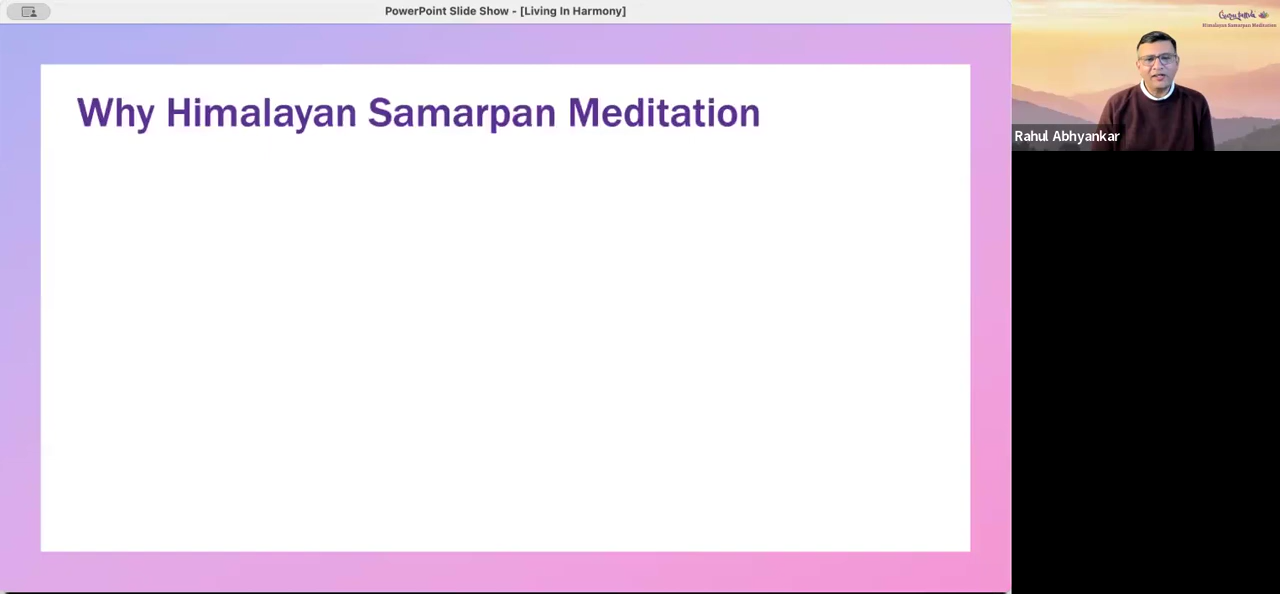 PowerPoint Slide Show - [Living In Harmony]
Why Himalayan Samarpan Meditation
Himalayan Samarpan Meditation
Rahul Abhyankar